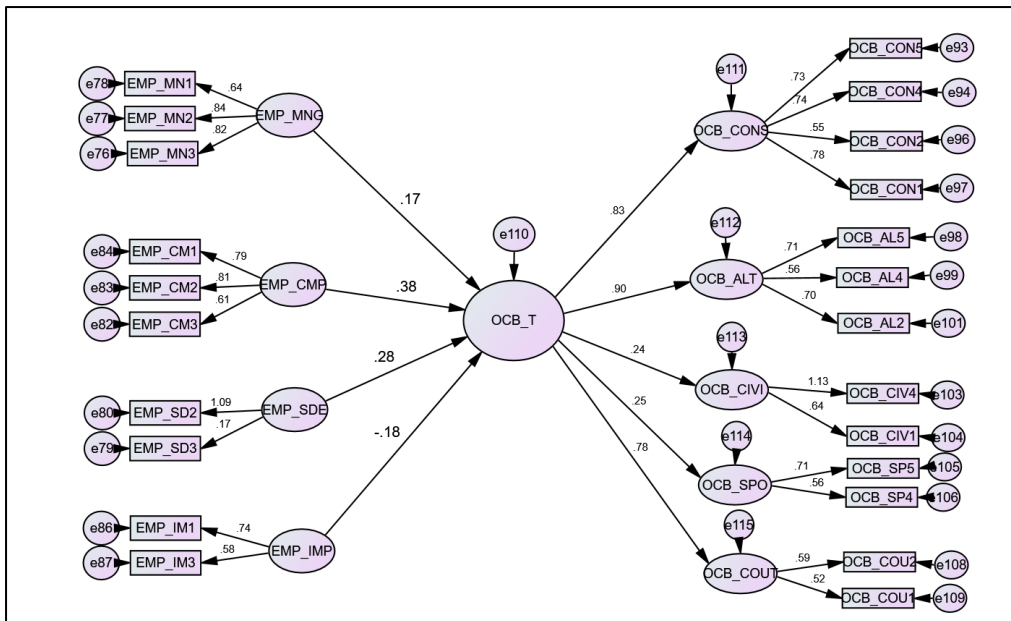 e78 EMP_MN1 .64
e77 EMP_MN2 .84 EMP_MNG
e76 EMP_MN3 .82
.17
e84 EMP_CM1 .79
e83 EMP_CM2 .81 EMP_CMP
e82 EMP_CM3 .61
.38
e80 EMP_SD2 1.09 EMP_SDE
e79 EMP_SD3 .17
.28
e86 EMP_IM1 .74
e87 EMP_IM3 .58 EMP_IMP
-.18
e110
OCB_T
.83
.90
.24
.25
.78
e111
OCB_CONS
.73 OCB_CON5 e93
.74 OCB_CON4 e94
.55 OCB_CON2 e96
.78 OCB_CON1 e97
e112
OCB_ALT
.71 OCB_AL5 e98
.56 OCB_AL4 e99
.70 OCB_AL2 e101
e113
OCB_CIVI
1.13 OCB_CIV4 e103
.64 OCB_CIV1 e104
e114
OCB_SPO
.71 OCB_SP5 e105
.56 OCB_SP4 e106
e115
OCB_COUT
.59 OCB_COU2 e108
.52 OCB_COU1 e109